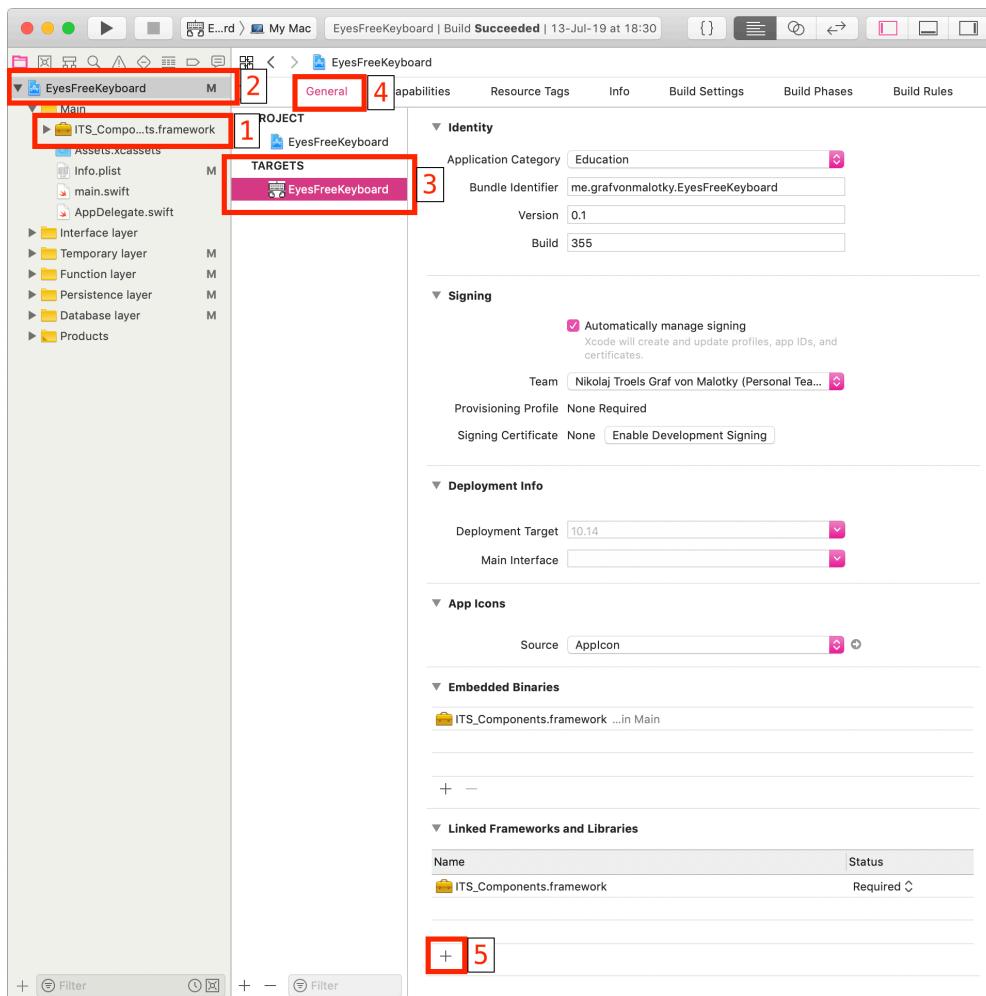 E...rd 〉 My Mac
EyesFreeKeyboard | Build Succeeded | 13-Jul-19 at 18:30
{ }
EyesFreeKeyboard
EyesFreeKeyboard M
2
General
4
apabilities
Resource Tags
Info
Build Settings
Build Phases
Build Rules
Main
ITS_Compo...ts.framework
1
Assets.xcassets
Info.plist M
main.swift
AppDelegate.swift
Interface layer
Temporary layer M
Function layer M
Persistence layer M
Database layer M
Products
ROJECT
EyesFreeKeyboard
TARGETS
EyesFreeKeyboard
3
Identity
Application Category Education
Bundle Identifier me.grafvonmalotky.EyesFreeKeyboard
Version 0.1
Build 355
Signing
Automatically manage signing
Xcode will create and update profiles, app IDs, and
certificates.
Team Nikolaj Troels Graf von Malotky (Personal Tea...
Provisioning Profile None Required
Signing Certificate None Enable Development Signing
Deployment Info
Deployment Target 10.14
Main Interface
App Icons
Source AppIcon
Embedded Binaries
ITS_Components.framework ...in Main
+ −
Linked Frameworks and Libraries
Name Status
ITS_Components.framework Required
+ 5
+ Filter
+ − Filter